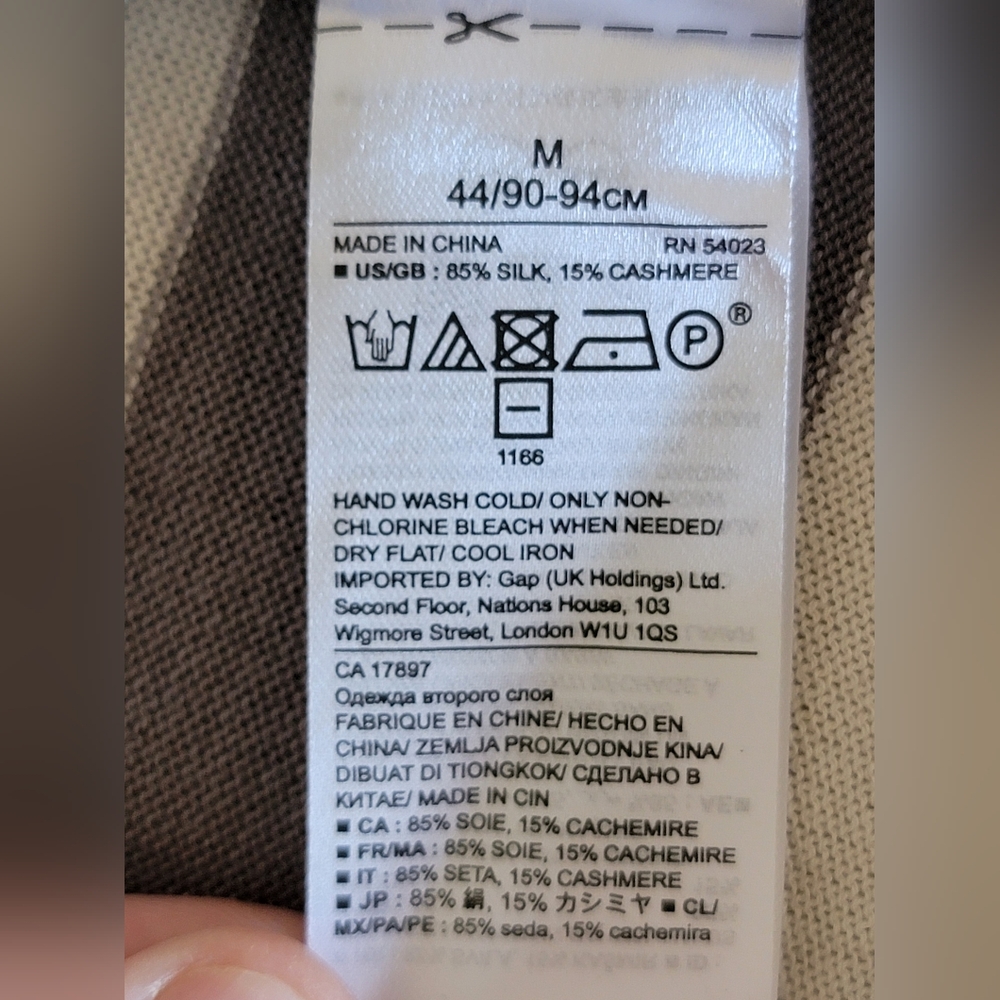 M
44/90-94CM
MADE IN CHINA RN 54023
■ US/GB : 85% SILK, 15% CASHMERE
P ®
1166
HAND WASH COLD/ ONLY NON-
CHLORINE BLEACH WHEN NEEDED/
DRY FLAT/ COOL IRON
IMPORTED BY: Gap (UK Holdings) Ltd.
Second Floor, Nations House, 103
Wigmore Street, London W1U 1QS
CA 17897
Одежда второго слоя
FABRIQUE EN CHINE/ HECHO EN
CHINA/ ZEMLJA PROIZVODNJE KINA/
DIBUAT DI TIONGKOK/ СДЕЛАНО В
КИТАЕ/ MADE IN CIN
■ CA : 85% SOIE, 15% CACHEMIRE
■ FR/MA : 85% SOIE, 15% CACHEMIRE
■ IT : 85% SETA, 15% CASHMERE
■ JP : 85% 絹, 15% カシミヤ ■ CL/
MX/PA/PE : 85% seda, 15% cachemira